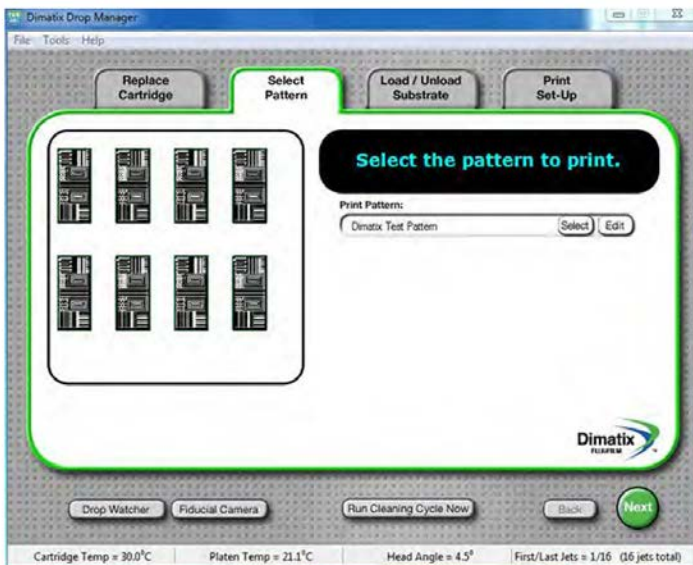 Dimatix Drop Manager
File Tools Help
Replace
Cartridge
Select
Pattern
Load / Unload
Substrate
Print
Set-Up
Select the pattern to print.
Print Pattern:
Dimatix Test Pattern
Select
Edit
Dimatix
FUJIFILM
Drop Watcher
Fiducial Camera
Run Cleaning Cycle Now
Back
Next
Cartridge Temp = 30.0°C
Platen Temp = 21.1°C
Head Angle = 4.5°
First/Last Jets = 1/16 (16 jets total)